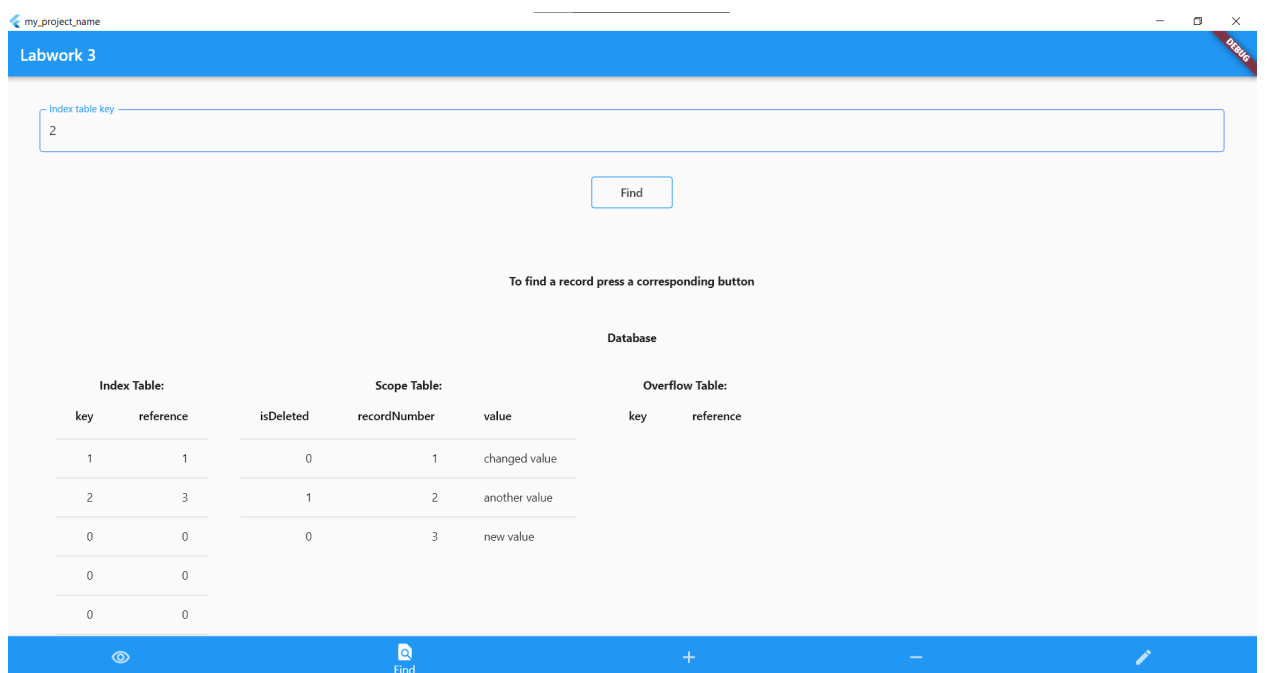 my_project_name
Labwork 3
DEBUG
Index table key
2
Find
To find a record press a corresponding button
Database
Index Table: Scope Table: Overflow Table:
key reference isDeleted recordNumber value key reference
1 1 0 1 changed value
2 3 1 2 another value
0 0 0 3 new value
0 0
0 0
Find